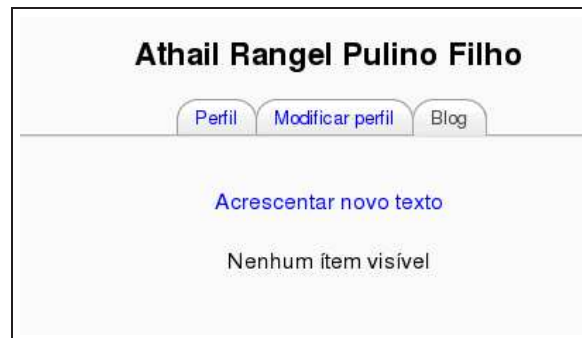 Athail Rangel Pulino Filho
Perfil Modificar perfil Blog
Acrescentar novo texto
Nenhum ítem visível